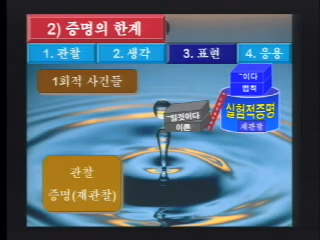 2) 증명의 한계
1. 관찰
2. 생각
3. 표현
4. 응용
1회적 사건들
~일것이다
이론
~이다
법칙
실험적증명
재관찰
관찰
증명(재관찰)